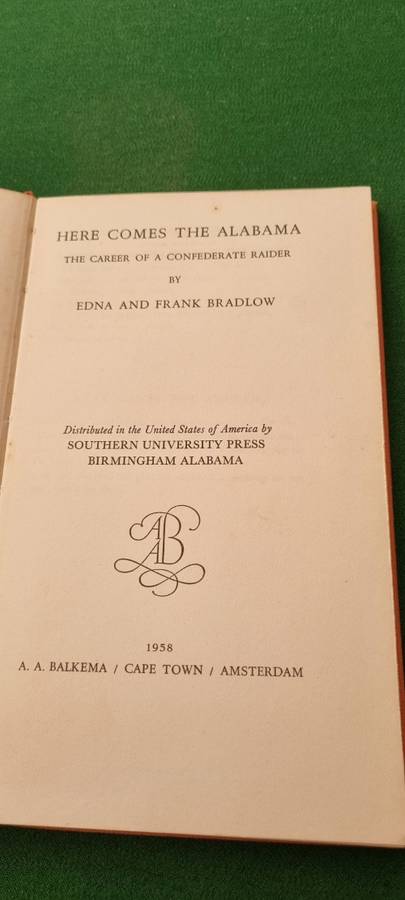 HERE COMES THE ALABAMA
THE CAREER OF A CONFEDERATE RAIDER
BY
EDNA AND FRANK BRADLOW
Distributed in the United States of America by
SOUTHERN UNIVERSITY PRESS
BIRMINGHAM ALABAMA
AAB
1958
A. A. BALKEMA / CAPE TOWN / AMSTERDAM